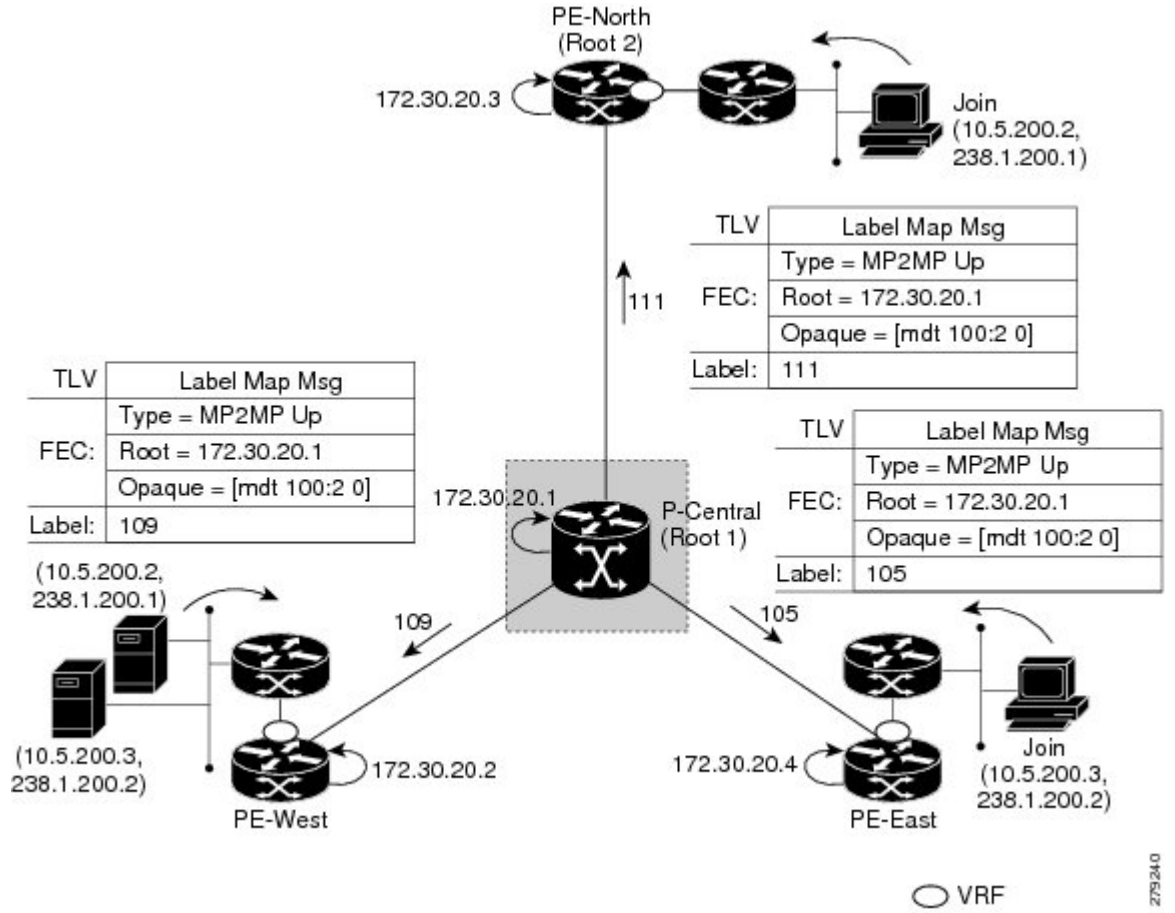 PE-North
(Root 2)
172.30.20.3
Join
(10.5.200.2,
238.1.200.1)
TLV Label Map Msg
Type = MP2MP Up
FEC: Root = 172.30.20.1
Opaque = [mdt 100:2 0]
Label: 111
111
TLV Label Map Msg
Type = MP2MP Up
FEC: Root = 172.30.20.1
Opaque = [mdt 100:2 0]
Label: 109
TLV Label Map Msg
Type = MP2MP Up
FEC: Root = 172.30.20.1
Opaque = [mdt 100:2 0]
Label: 105
172.30.20.1
P-Central
(Root 1)
(10.5.200.2,
238.1.200.1)
109
105
(10.5.200.3,
238.1.200.2)
172.30.20.2
PE-West
172.30.20.4
PE-East
Join
(10.5.200.3,
238.1.200.2)
VRF
279240